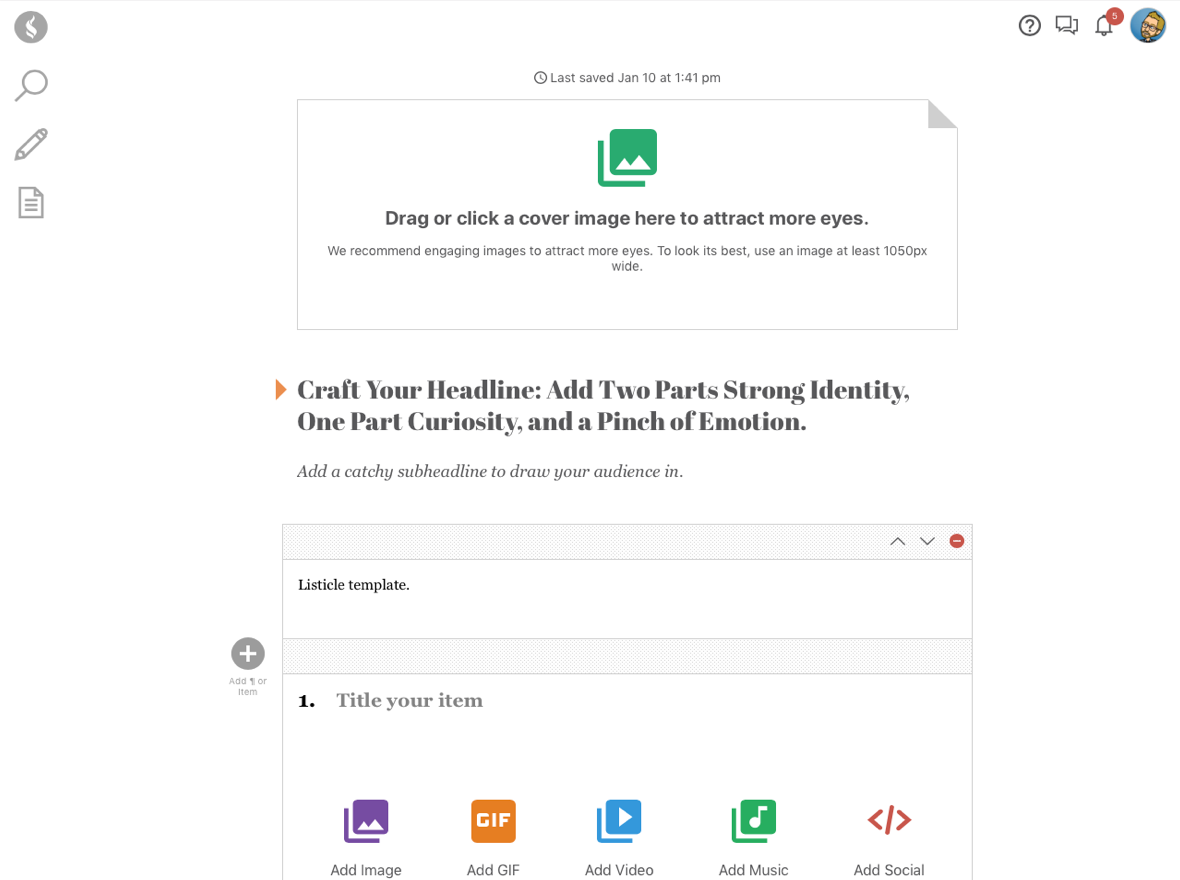 5
Last saved Jan 10 at 1:41 pm
Drag or click a cover image here to attract more eyes.
We recommend engaging images to attract more eyes. To look its best, use an image at least 1050px
wide.
Craft Your Headline: Add Two Parts Strong Identity,
One Part Curiosity, and a Pinch of Emotion.
Add a catchy subheadline to draw your audience in.
Listicle template.
Add ¶ or
Item
1. Title your item
GIF
Add Image Add GIF Add Video Add Music Add Social